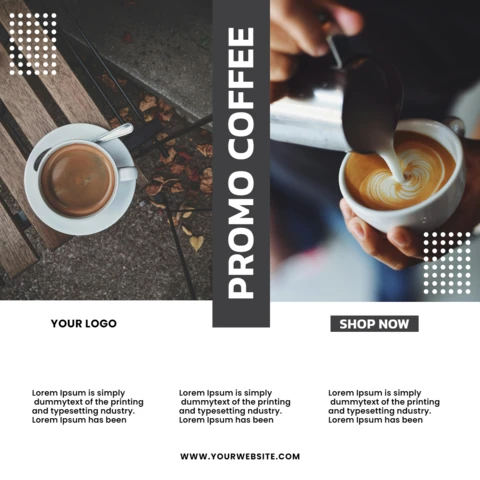 PROMO COFFEE
YOUR LOGO
SHOP NOW
Lorem Ipsum is simply
dummytext of the printing
and typesetting ndustry.
Lorem Ipsum has been
Lorem Ipsum is simply
dummytext of the printing
and typesetting ndustry.
Lorem Ipsum has been
Lorem Ipsum is simply
dummytext of the printing
and typesetting ndustry.
Lorem Ipsum has been
WWW.YOURWEBSITE.COM